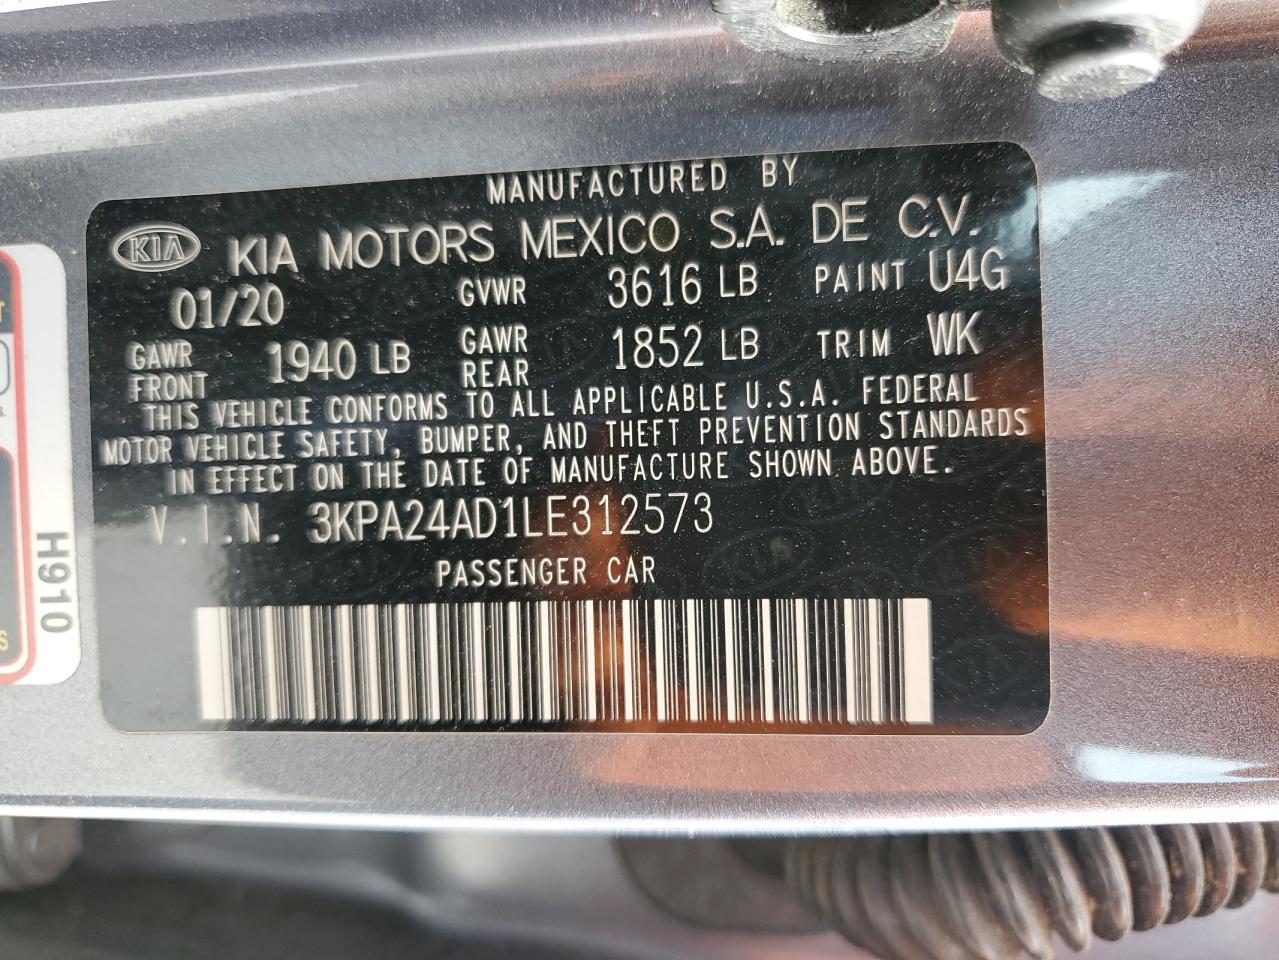 MANUFACTURED BY
KIA KIA MOTORS MEXICO S.A. DE C.V.
01/20 GVWR 3616 LB PAINT U4G
GAWR FRONT 1940 LB GAWR REAR 1852 LB TRIM WK
THIS VEHICLE CONFORMS TO ALL APPLICABLE U.S.A. FEDERAL
MOTOR VEHICLE SAFETY, BUMPER, AND THEFT PREVENTION STANDARDS
IN EFFECT ON THE DATE OF MANUFACTURE SHOWN ABOVE.
V.I.N. 3KPA24AD1LE312573
PASSENGER CAR
H910